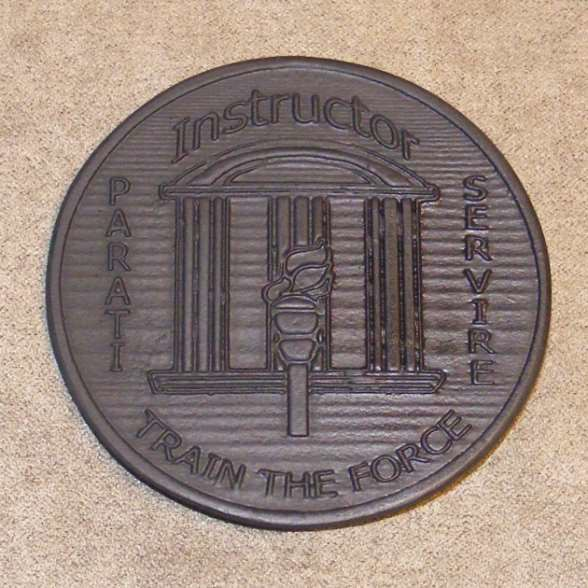 Instructor
PARATI
SERVIRE
TRAIN THE FORCE